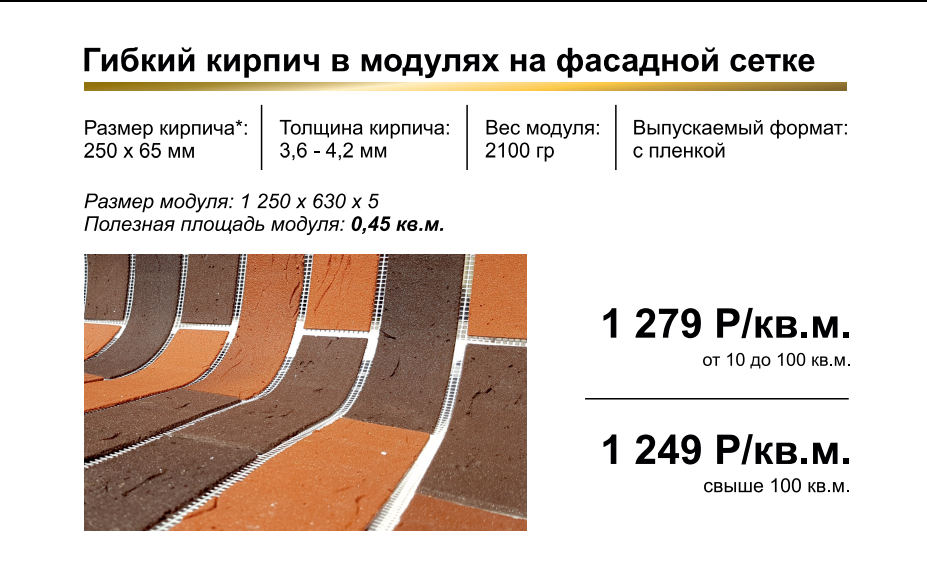 Гибкий кирпич в модулях на фасадной сетке
Размер кирпича*:
250 х 65 мм
Толщина кирпича:
3,6 - 4,2 мм
Вес модуля:
2100 гр
Выпускаемый формат:
с пленкой
Размер модуля: 1 250 х 630 х 5
Полезная площадь модуля: 0,45 кв.м.
1 279 Р/кв.м.
от 10 до 100 кв.м.
1 249 Р/кв.м.
свыше 100 кв.м.